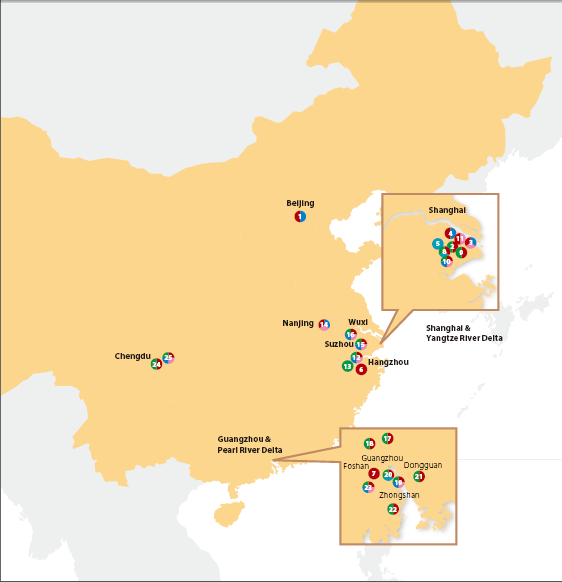 Beijing
1
Shanghai
4
11
3
5
2
8
9
10
Nanjing
14
Wuxi
16
Shanghai &
Yangtze River Delta
Suzhou
15
Chengdu
24
25
12
Hangzhou
13
6
Guangzhou &
Pearl River Delta
18
17
Guangzhou
Foshan
Dongguan
7
20
19
21
23
Zhongshan
22